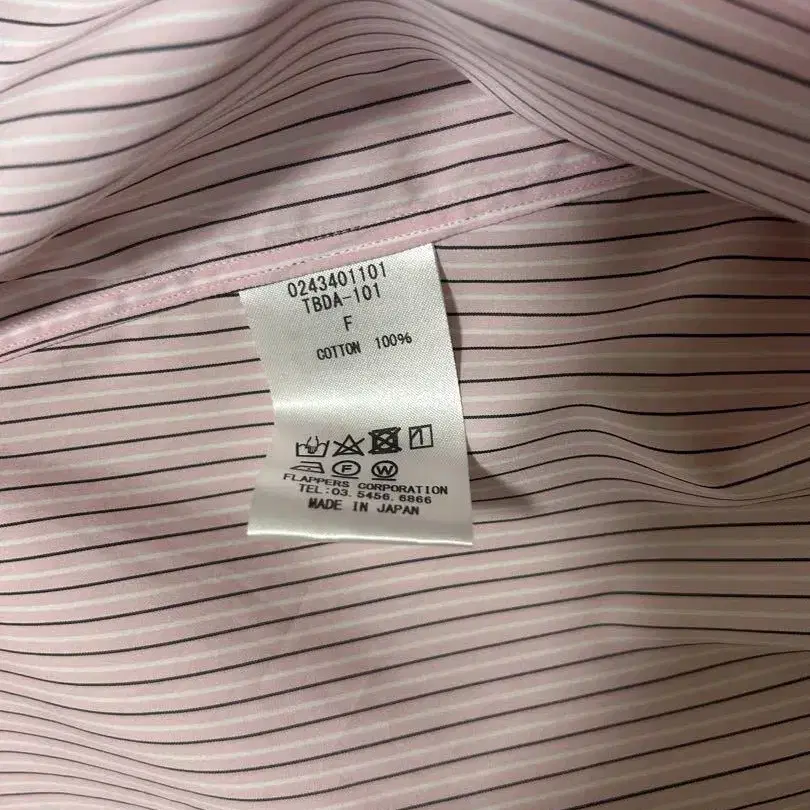 0243401101
TBDA-101
F
COTTON 100%
F W
FLAPPERS CORPORATION
TEL:03.5456.6866
MADE IN JAPAN